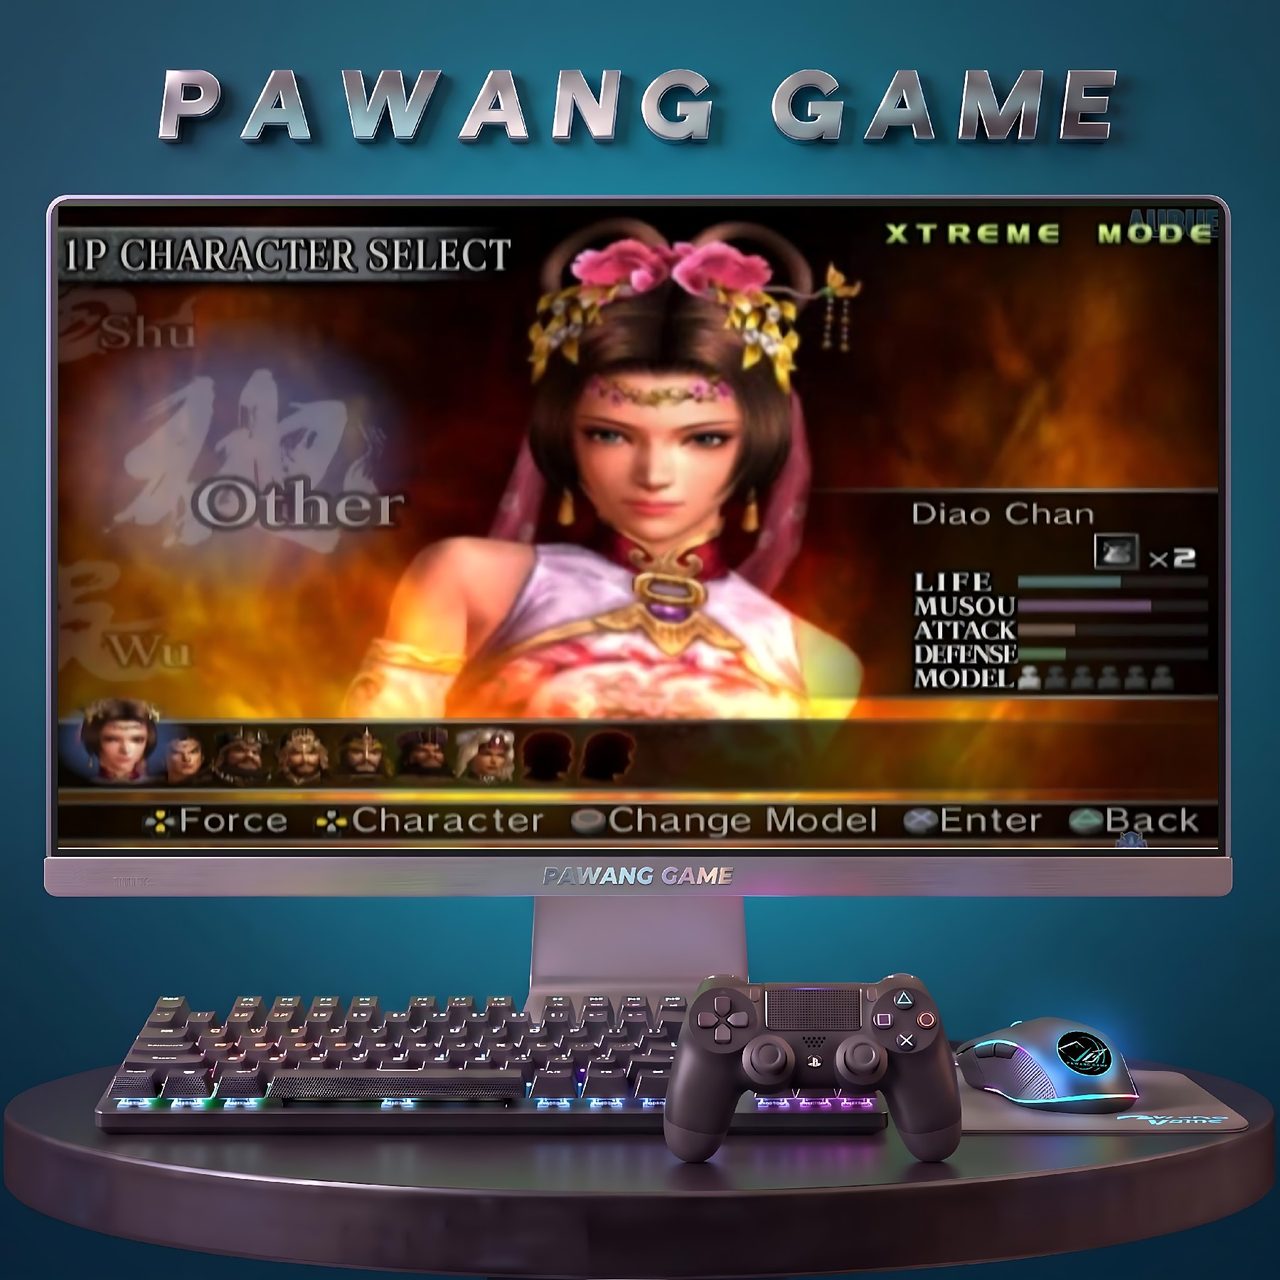 PAWANG GAME
1P CHARACTER SELECT
XTREME MODE
Shu
他
Other
Wu
Diao Chan
×2
LIFE
MUSOU
ATTACK
DEFENSE
MODEL
Force
Character
Change Model
Enter
Back
PAWANG GAME